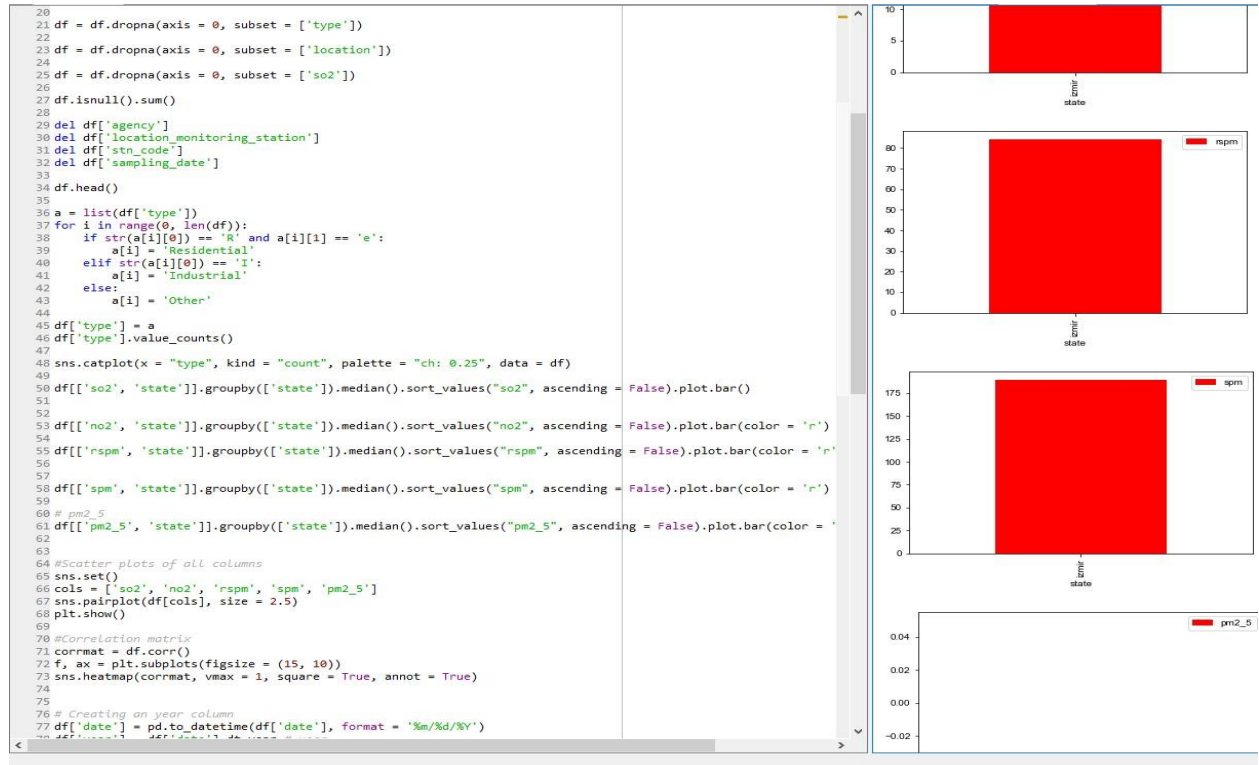 20
21 df = df.dropna(axis = 0, subset = ['type'])
22
23 df = df.dropna(axis = 0, subset = ['location'])
24
25 df = df.dropna(axis = 0, subset = ['so2'])
26
27 df.isnull().sum()
28
29 del df['agency']
30 del df['location_monitoring_station']
31 del df['stn_code']
32 del df['sampling_date']
33
34 df.head()
35
36 a = list(df['type'])
37 for i in range(0, len(df)):
38     if str(a[i][0]) == 'R' and a[i][1] == 'e':
39         a[i] = 'Residential'
40     elif str(a[i][0]) == 'I':
41         a[i] = 'Industrial'
42     else:
43         a[i] = 'Other'
44
45 df['type'] = a
46 df['type'].value_counts()
47
48 sns.catplot(x = "type", kind = "count", palette = "ch: 0.25", data = df)
49
50 df[['so2', 'state']].groupby(['state']).median().sort_values("so2", ascending = False).plot.bar()
51
52
53 df[['no2', 'state']].groupby(['state']).median().sort_values("no2", ascending = False).plot.bar(color = 'r')
54
55 df[['rspm', 'state']].groupby(['state']).median().sort_values("rspm", ascending = False).plot.bar(color = 'r'
56
57
58 df[['spm', 'state']].groupby(['state']).median().sort_values("spm", ascending = False).plot.bar(color = 'r')
59
60 # pm2_5
61 df[['pm2_5', 'state']].groupby(['state']).median().sort_values("pm2_5", ascending = False).plot.bar(color = '
62
63
64 #Scatter plots of all columns
65 sns.set()
66 cols = ['so2', 'no2', 'rspm', 'spm', 'pm2_5']
67 sns.pairplot(df[cols], size = 2.5)
68 plt.show()
69
70 #Correlation matrix
71 corrmat = df.corr()
72 f, ax = plt.subplots(figsize = (15, 10))
73 sns.heatmap(corrmat, vmax = 1, square = True, annot = True)
74
75
76 # Creating an year column
77 df['date'] = pd.to_datetime(df['date'], format = '%m/%d/%Y')
10
5
0
izmir
state
rspm
80
70
60
50
40
30
20
10
0
izmir
state
spm
175
150
125
100
75
50
25
0
izmir
state
pm2_5
0.04
0.02
0.00
−0.02